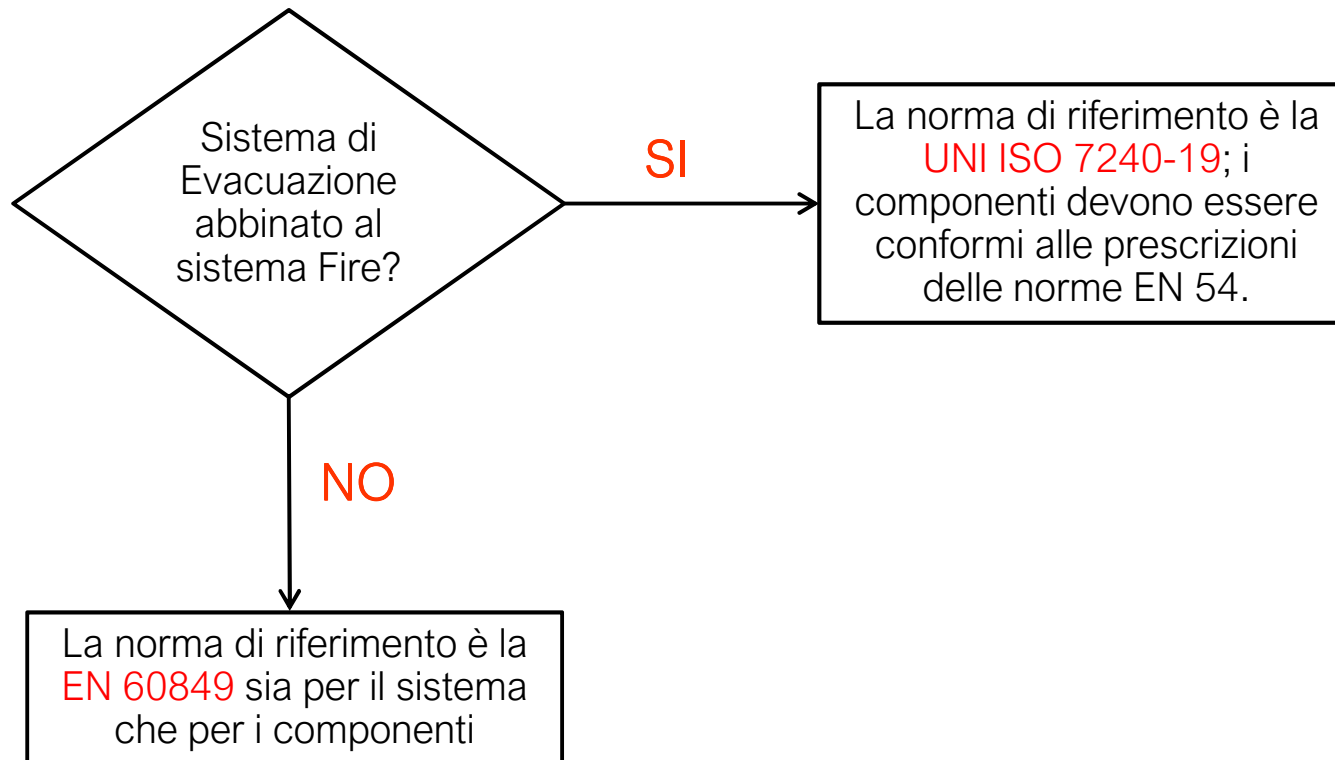 Sistema di
Evacuazione
abbinato al
sistema Fire?
SI
La norma di riferimento è la
UNI ISO 7240-19; i
componenti devono essere
conformi alle prescrizioni
delle norme EN 54.
NO
La norma di riferimento è la
EN 60849 sia per il sistema
che per i componenti